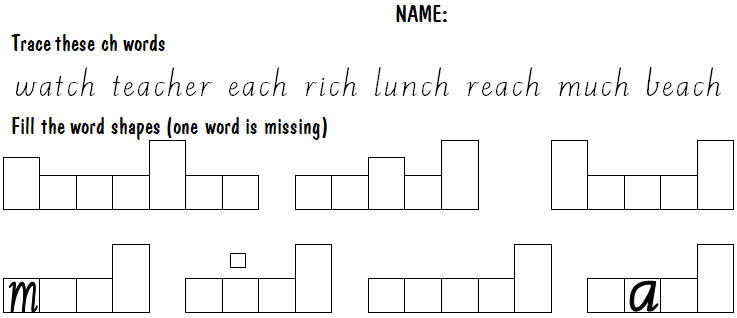 NAME:
Trace these ch words
watch teacher each rich lunch reach much beach
Fill the word shapes (one word is missing)
m a